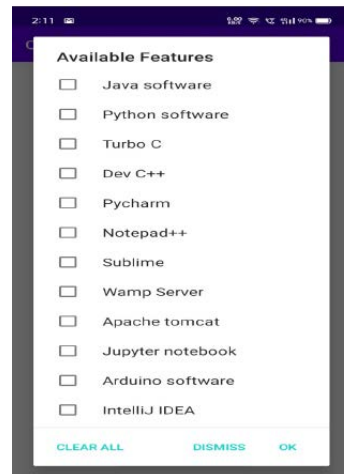 2:11
90%
Available Features
Java software
Python software
Turbo C
Dev C++
Pycharm
Notepad++
Sublime
Wamp Server
Apache tomcat
Jupyter notebook
Arduino software
IntelliJ IDEA
CLEAR ALL DISMISS OK